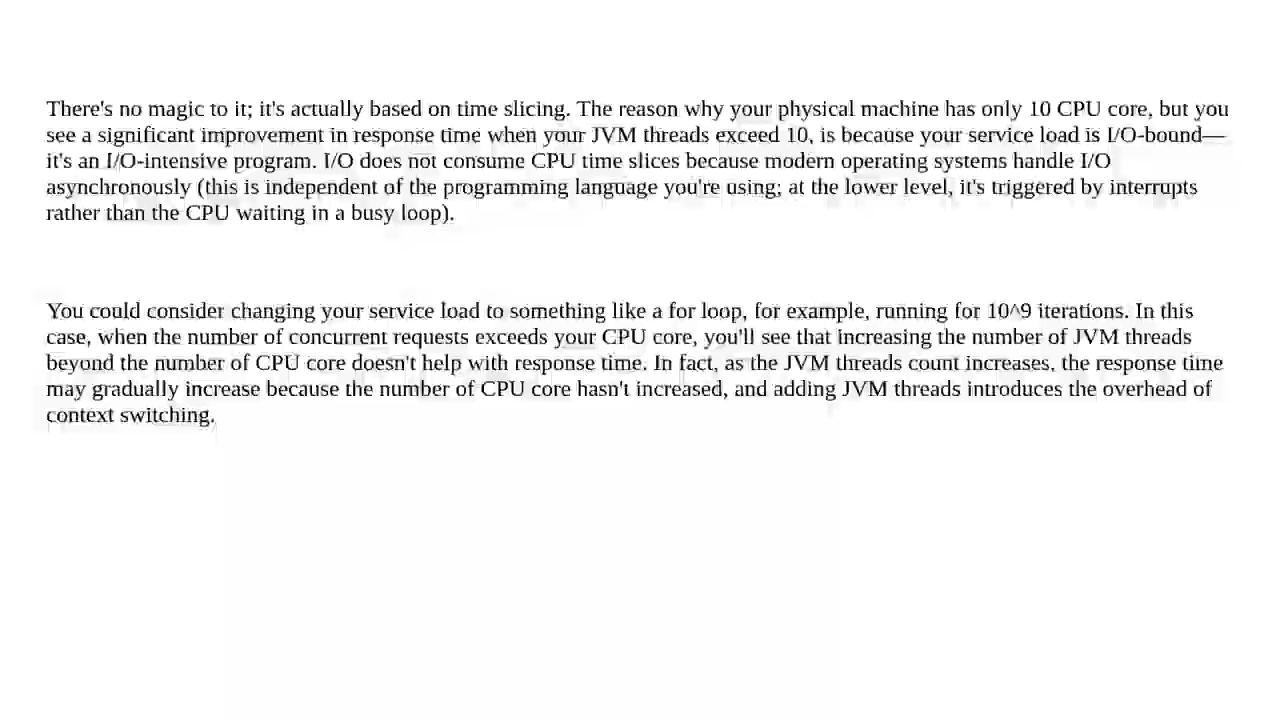 There's no magic to it; it's actually based on time slicing. The reason why your physical machine has only 10 CPU core, but you
see a significant improvement in response time when your JVM threads exceed 10, is because your service load is I/O-bound—
it's an I/O-intensive program. I/O does not consume CPU time slices because modern operating systems handle I/O
asynchronously (this is independent of the programming language you're using; at the lower level, it's triggered by interrupts
rather than the CPU waiting in a busy loop).
You could consider changing your service load to something like a for loop, for example, running for 10^9 iterations. In this
case, when the number of concurrent requests exceeds your CPU core, you'll see that increasing the number of JVM threads
beyond the number of CPU core doesn't help with response time. In fact, as the JVM threads count increases, the response time
may gradually increase because the number of CPU core hasn't increased, and adding JVM threads introduces the overhead of
context switching.